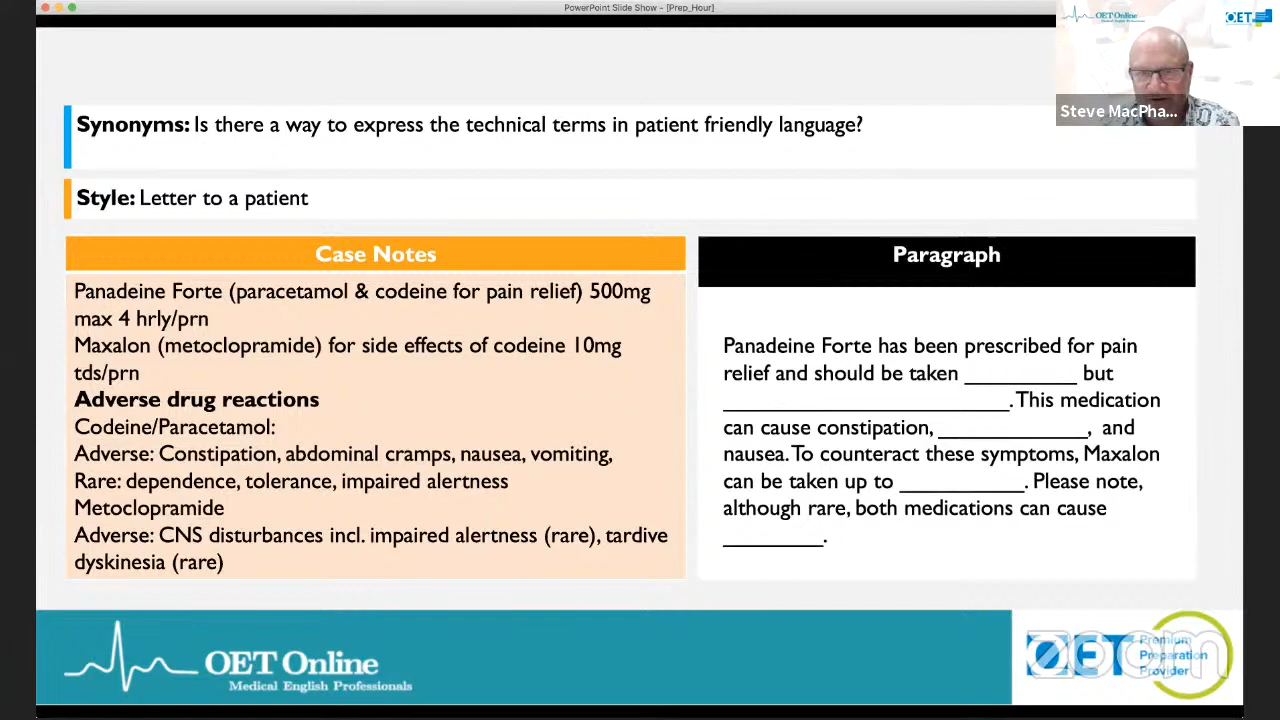 PowerPoint Slide Show - [Prep_Hour]
OET Online
OET
Steve MacPha...
Synonyms: Is there a way to express the technical terms in patient friendly language?
Style: Letter to a patient
Case Notes
Panadeine Forte (paracetamol & codeine for pain relief) 500mg
max 4 hrly/prn
Maxalon (metoclopramide) for side effects of codeine 10mg
tds/prn
Adverse drug reactions
Codeine/Paracetamol:
Adverse: Constipation, abdominal cramps, nausea, vomiting,
Rare: dependence, tolerance, impaired alertness
Metoclopramide
Adverse: CNS disturbances incl. impaired alertness (rare), tardive
dyskinesia (rare)
Paragraph
Panadeine Forte has been prescribed for pain
relief and should be taken __________ but
__________________________. This medication
can cause constipation, ______________, and
nausea. To counteract these symptoms, Maxalon
can be taken up to ___________. Please note,
although rare, both medications can cause
_________.
OET Online
Medical English Professionals
OET
Premium
Preparation
Provider
zoom